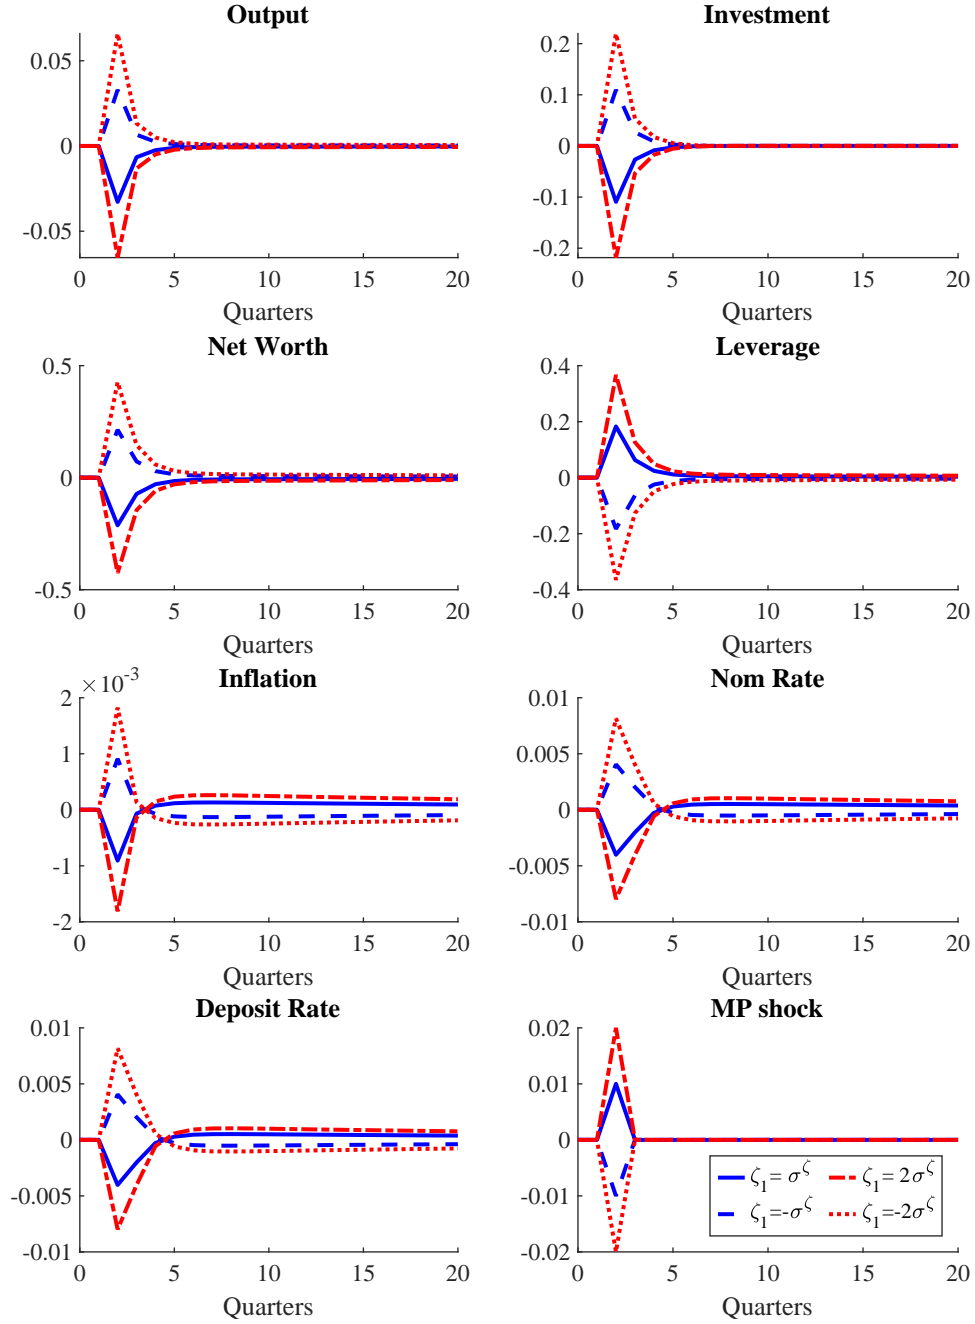 Output
0.05
0
-0.05
0 5 10 15 20
Quarters
Investment
0.2
0.1
0
-0.1
-0.2
0 5 10 15 20
Quarters
Net Worth
0.5
0
-0.5
0 5 10 15 20
Quarters
Leverage
0.4
0.2
0
-0.2
-0.4
0 5 10 15 20
Quarters
Inflation
×10⁻³
2
1
0
-1
-2
0 5 10 15 20
Quarters
Nom Rate
0.01
0.005
0
-0.005
-0.01
0 5 10 15 20
Quarters
Deposit Rate
0.01
0.005
0
-0.005
-0.01
0 5 10 15 20
Quarters
MP shock
0.02
0.01
0
-0.01
-0.02
ζ₁= σ^ζ ζ₁= 2σ^ζ
ζ₁=-σ^ζ ζ₁=-2σ^ζ
0 5 10 15 20
Quarters